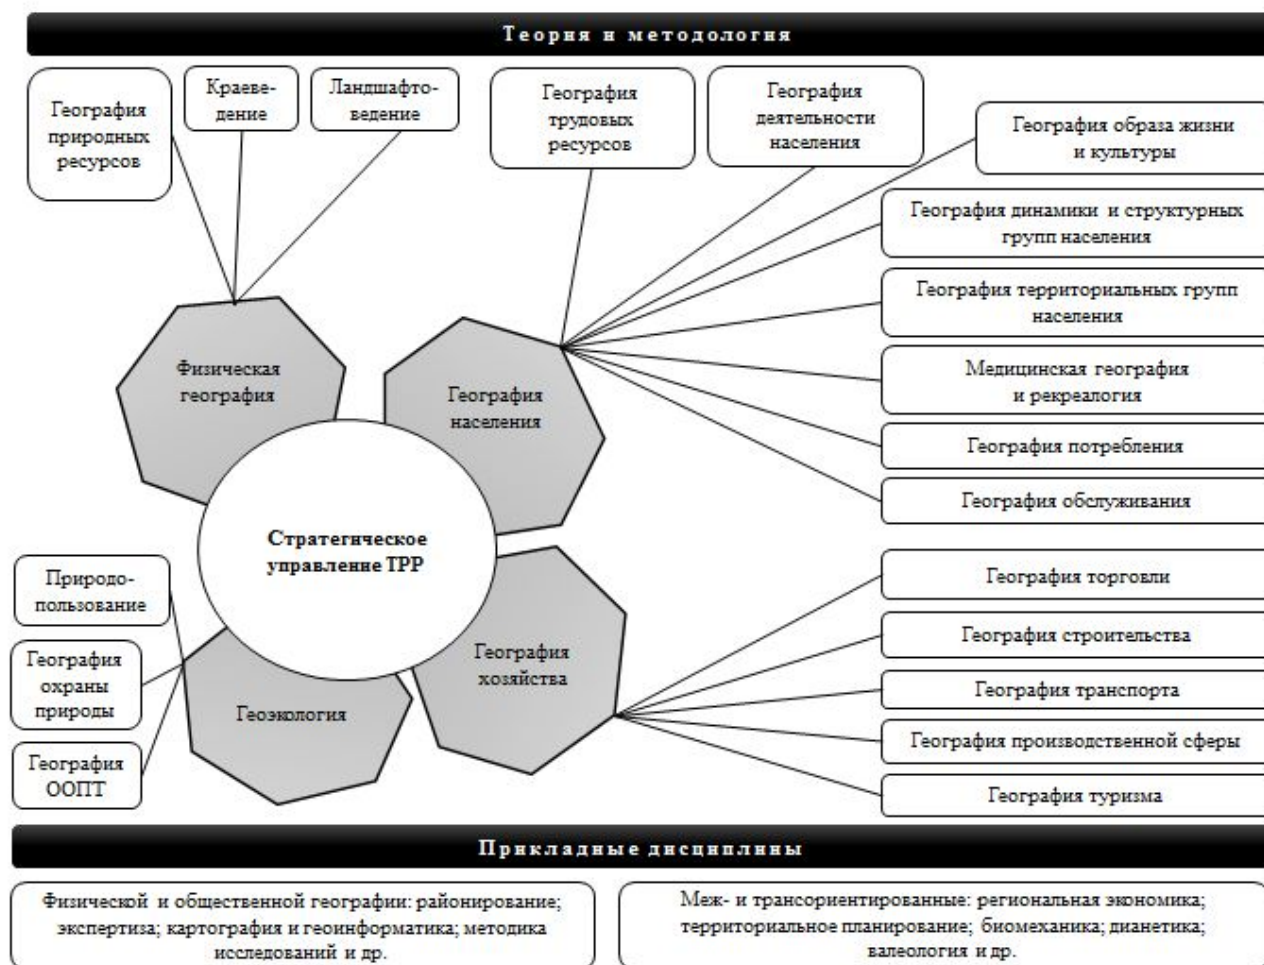 Теория и методология
География
природных
ресурсов
Краеве-
дение
Ландшафто-
ведение
География
трудовых
ресурсов
География
деятельности
населения
География образа жизни
и культуры
География динамики и структурных
групп населения
География территориальных групп
населения
Медицинская география
и рекреалогия
География потребления
География обслуживания
Физическая
география
География
населения
Стратегическое
управление ТРР
Природо-
пользование
География
охраны
природы
География
ООПТ
Геоэкология
География
хозяйства
География торговли
География строительства
География транспорта
География производственной сферы
География туризма
Прикладные дисциплины
Физической и общественной географии: районирование;
экспертиза; картография и геоинформатика; методика
исследований и др.
Меж- и трансориентированные: региональная экономика;
территориальное планирование; биомеханика; дианетика;
валеология и др.